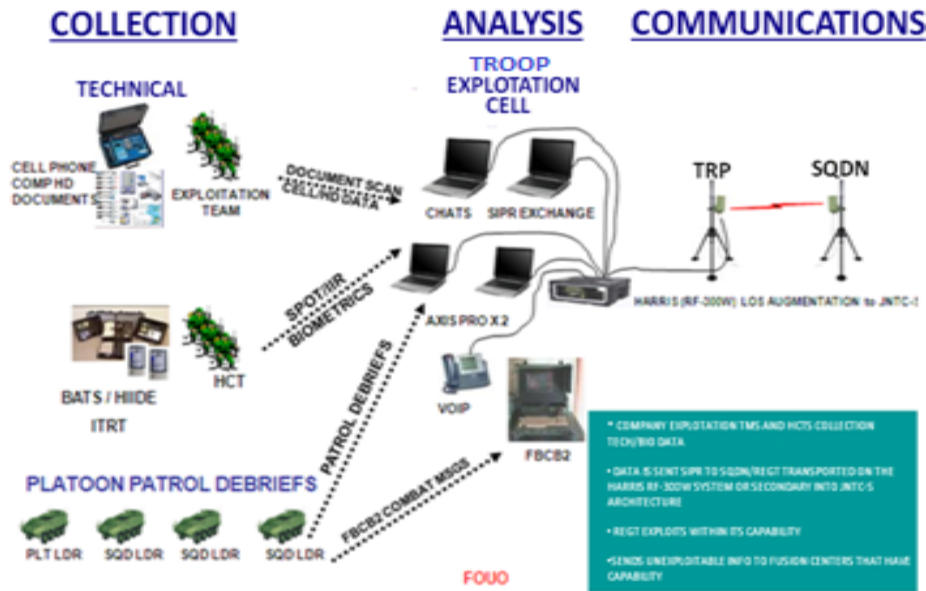 COLLECTION
ANALYSIS
COMMUNICATIONS
TECHNICAL
CELL PHONE
COMP HD
DOCUMENTS
EXPLOITATION
TEAM
DOCUMENT SCAN
CELL/HD DATA
TROOP
EXPLOTATION
CELL
CHATS
SIPR EXCHANGE
TRP
SQDN
HARRIS (RF-300W) LOS AUGMENTATION to JNTC-S
SPOT/IIR
BIOMETRICS
AXIS PRO X 2
BATS / HIIDE
ITRT
HCT
PATROL DEBRIEFS
VOIP
FBCB2
PLATOON PATROL DEBRIEFS
FBCB2 COMBAT MSGS
PLT LDR
SQD LDR
SQD LDR
SQD LDR
* COMPANY EXPLOTATION TMS AND HCTS COLLECTION
TECH/BIO DATA
•DATA IS SENT SIPR TO SQDN/REGT TRANSPORTED ON THE
HARRIS RF-300W SYSTEM OR SECONDARY INTO JNTC-S
ARCHITECTURE
• REGT EXPLOITS WITHIN ITS CAPABILITY
•SENDS UNEXPLOITABLE INFO TO FUSION CENTERS THAT HAVE
CAPABILITY
FOUO